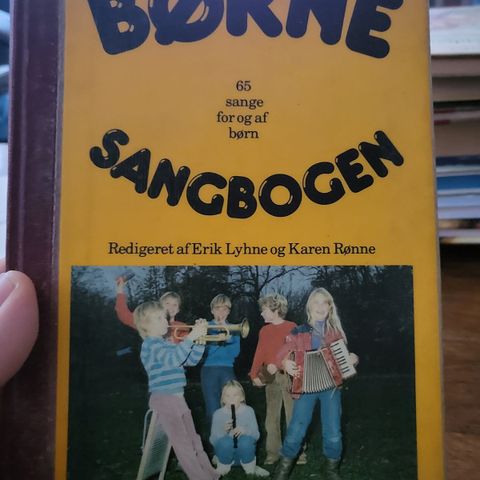 BØRNE
65
sange
for og af
børn
SANGBOGEN
Redigeret af Erik Lyhne og Karen Rønne